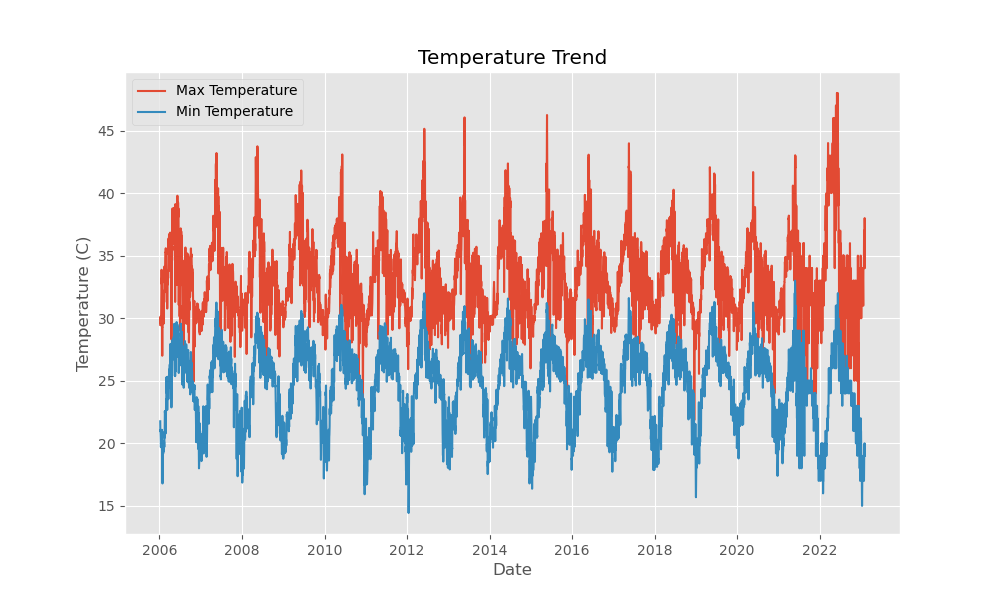 Temperature Trend
Max Temperature
Min Temperature
45
40
35
30
25
20
15
Temperature (C)
2006 2008 2010 2012 2014 2016 2018 2020 2022
Date